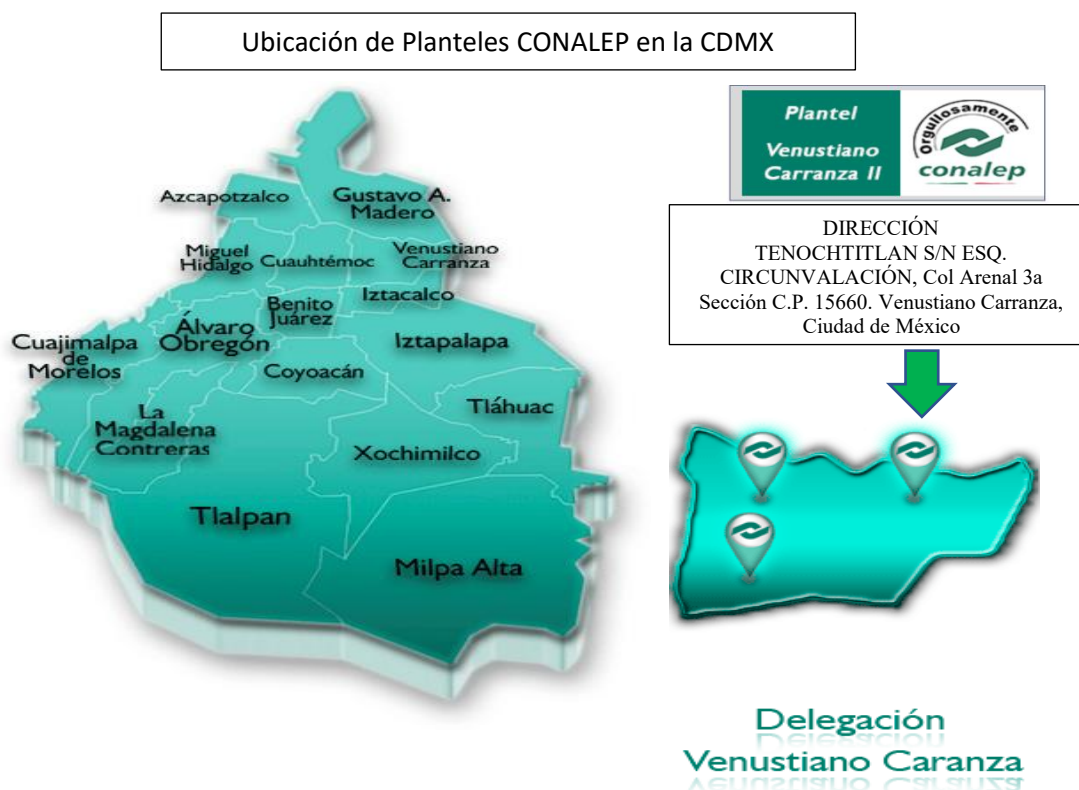 Ubicación de Planteles CONALEP en la CDMX
Plantel
Venustiano
Carranza II
Orgullosamente
conalep
DIRECCIÓN
TENOCHTITLAN S/N ESQ.
CIRCUNVALACIÓN, Col Arenal 3a
Sección C.P. 15660. Venustiano Carranza,
Ciudad de México
Azcapotzalco
Gustavo A.
Madero
Miguel
Hidalgo
Cuauhtémoc
Venustiano
Carranza
Iztacalco
Benito
Juárez
Álvaro
Obregón
Cuajimalpa
de
Morelos
Iztapalapa
Coyoacán
Tláhuac
La
Magdalena
Contreras
Xochimilco
Tlalpan
Milpa Alta
Delegación
Venustiano Caranza